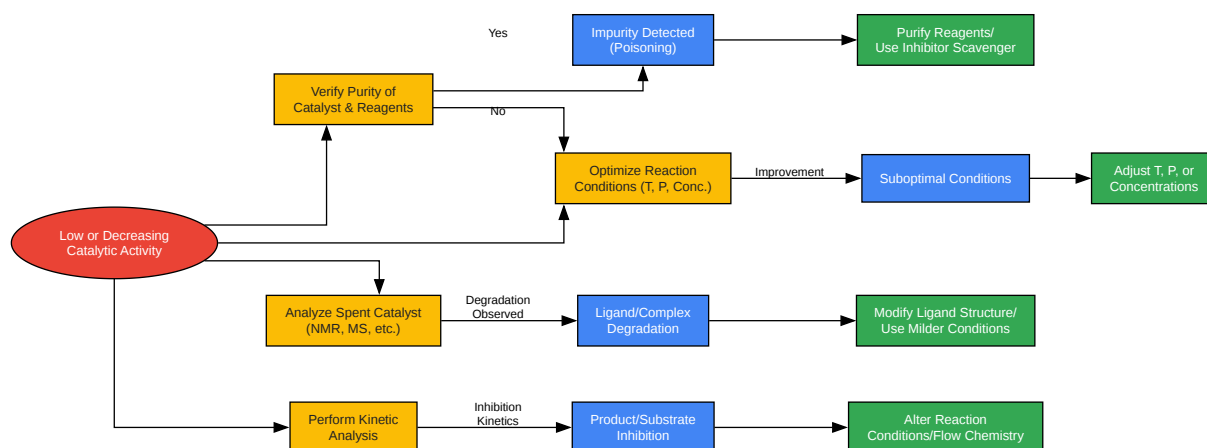 Yes
Impurity Detected
(Poisoning)
Purify Reagents/
Use Inhibitor Scavenger
Verify Purity of
Catalyst & Reagents
No
Optimize Reaction
Conditions (T, P, Conc.)
Improvement
Suboptimal Conditions
Adjust T, P, or
Concentrations
Low or Decreasing
Catalytic Activity
Analyze Spent Catalyst
(NMR, MS, etc.)
Degradation
Observed
Ligand/Complex
Degradation
Modify Ligand Structure/
Use Milder Conditions
Perform Kinetic
Analysis
Inhibition
Kinetics
Product/Substrate
Inhibition
Alter Reaction
Conditions/Flow Chemistry